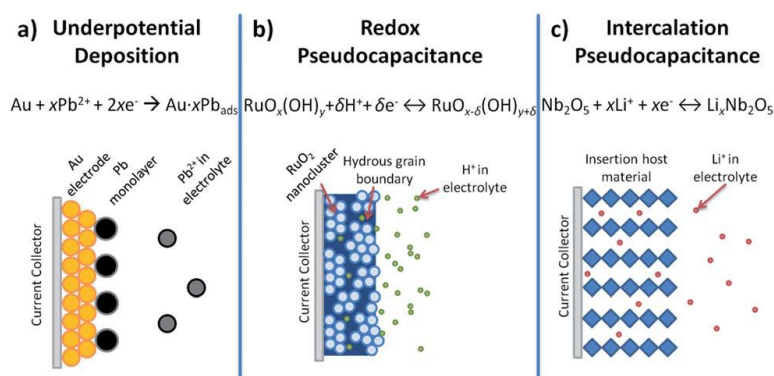 a) Underpotential
Deposition
Au + xPb²⁺ + 2xe⁻ → Au·xPb_ads
Au
electrode
Pb
monolayer
Pb²⁺ in
electrolyte
Current Collector
b) Redox
Pseudocapacitance
RuOₓ(OH)ᵧ+δH⁺+ δe⁻ ↔ RuOₓ₋δ(OH)ᵧ₊δ
RuO₂
nanocluster
Hydrous grain
boundary
H⁺ in
electrolyte
Current Collector
c) Intercalation
Pseudocapacitance
Nb₂O₅ + xLi⁺ + xe⁻ ↔ LiₓNb₂O₅
Insertion host
material
Li⁺ in
electrolyte
Current Collector